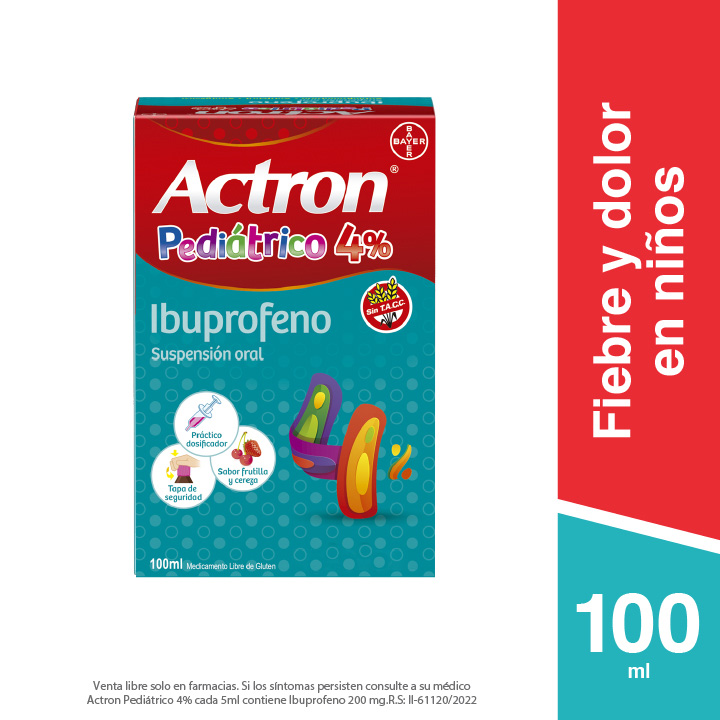 BAYER
BAYER
Actron®
Pediátrico 4%
Ibuprofeno
Suspensión oral
Sin T.A.C.C.
Práctico
dosificador
Sabor frutilla
y cereza
Tapa de
seguridad
4%
100ml Medicamento Libre de Gluten
Fiebre y dolor
en niños
100
ml
Venta libre solo en farmacias. Si los síntomas persisten consulte a su médico
Actron Pediátrico 4% cada 5ml contiene Ibuprofeno 200 mg.R.S: II-61120/2022